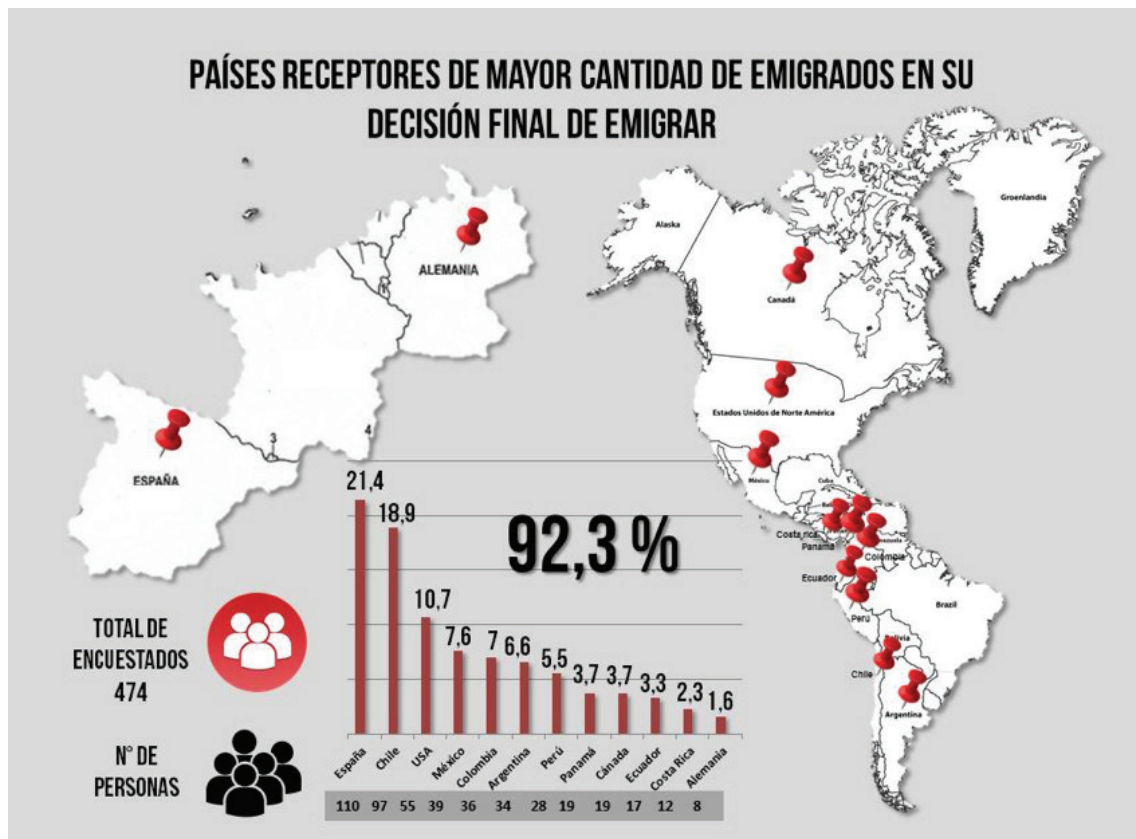 PAÍSES RECEPTORES DE MAYOR CANTIDAD DE EMIGRADOS EN SU
DECISIÓN FINAL DE EMIGRAR
ALEMANIA
3
4
ESPAÑA
Groenlandia
Alaska
Canadá
Estados Unidos de Norte América
México
Cuba
Costa rica
Panamá
Colombia
Ecuador
Perú
Brazil
Bolivia
Chile
Argentina
92,3 %
21,4
18,9
10,7
7,6
7
6,6
5,5
3,7
3,7
3,3
2,3
1,6
España
Chile
USA
México
Colombia
Argentina
Perú
Panamá
Cánada
Ecuador
Costa Rica
Alemania
110 97 55 39 36 34 28 19 19 17 12 8
TOTAL DE
ENCUESTADOS
474
N° DE
PERSONAS